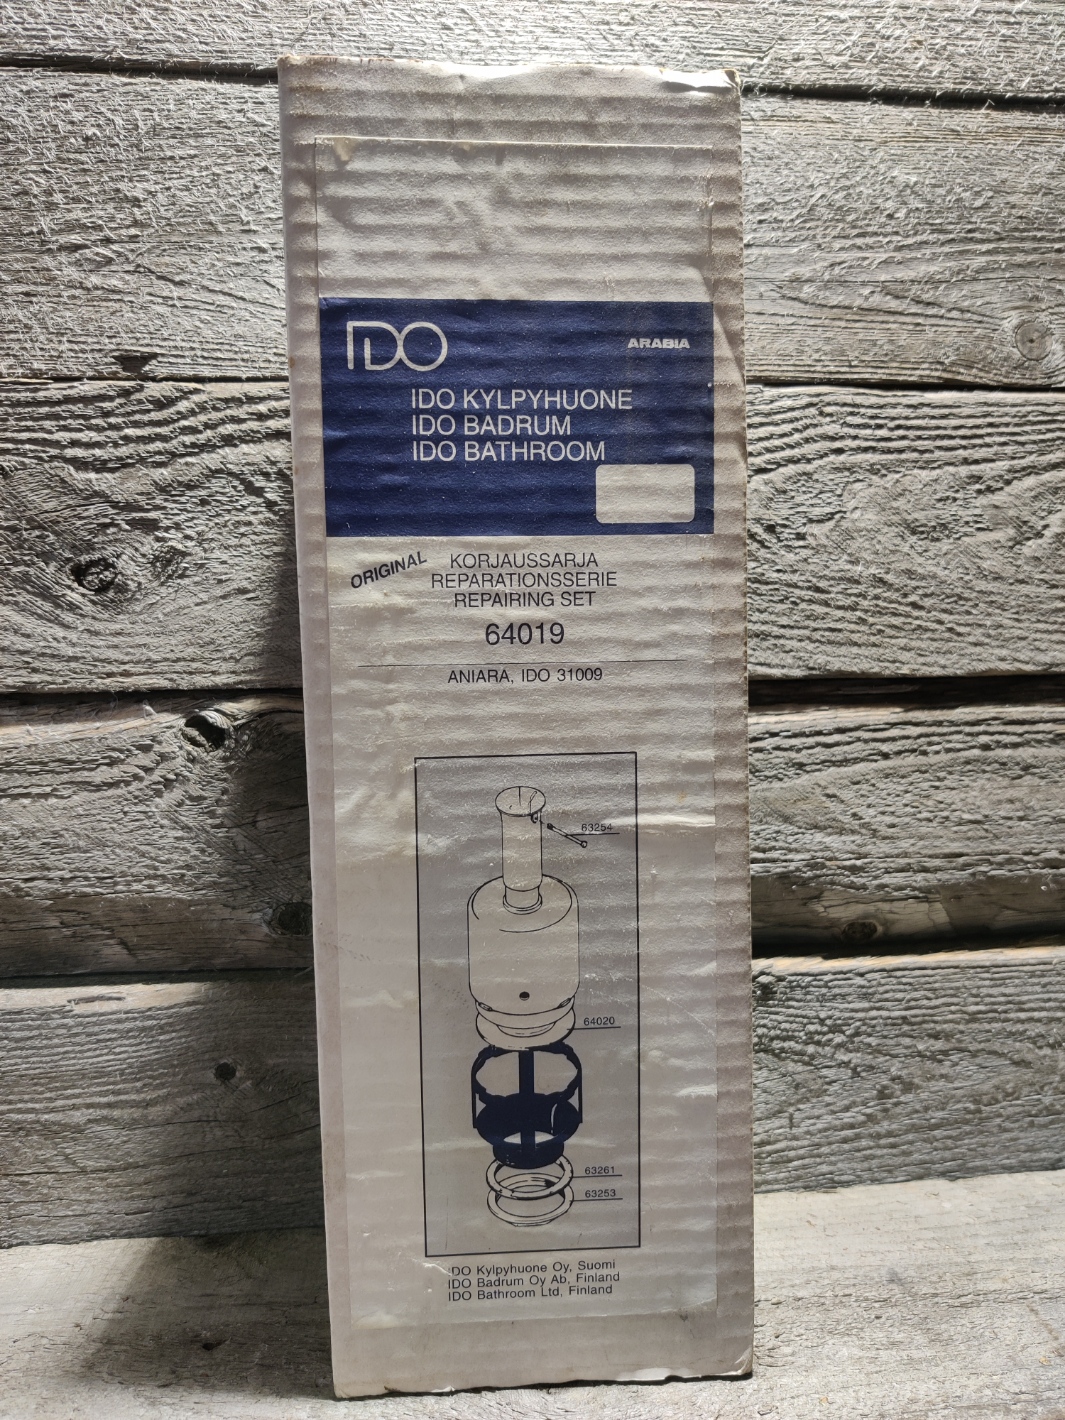 IDO
ARABIA
IDO KYLPYHUONE
IDO BADRUM
IDO BATHROOM
ORIGINAL
KORJAUSSARJA
REPARATIONSSERIE
REPAIRING SET
64019
ANIARA, IDO 31009
63254
64020
63261
63253
IDO Kylpyhuone Oy, Suomi
IDO Badrum Oy Ab, Finland
IDO Bathroom Ltd, Finland